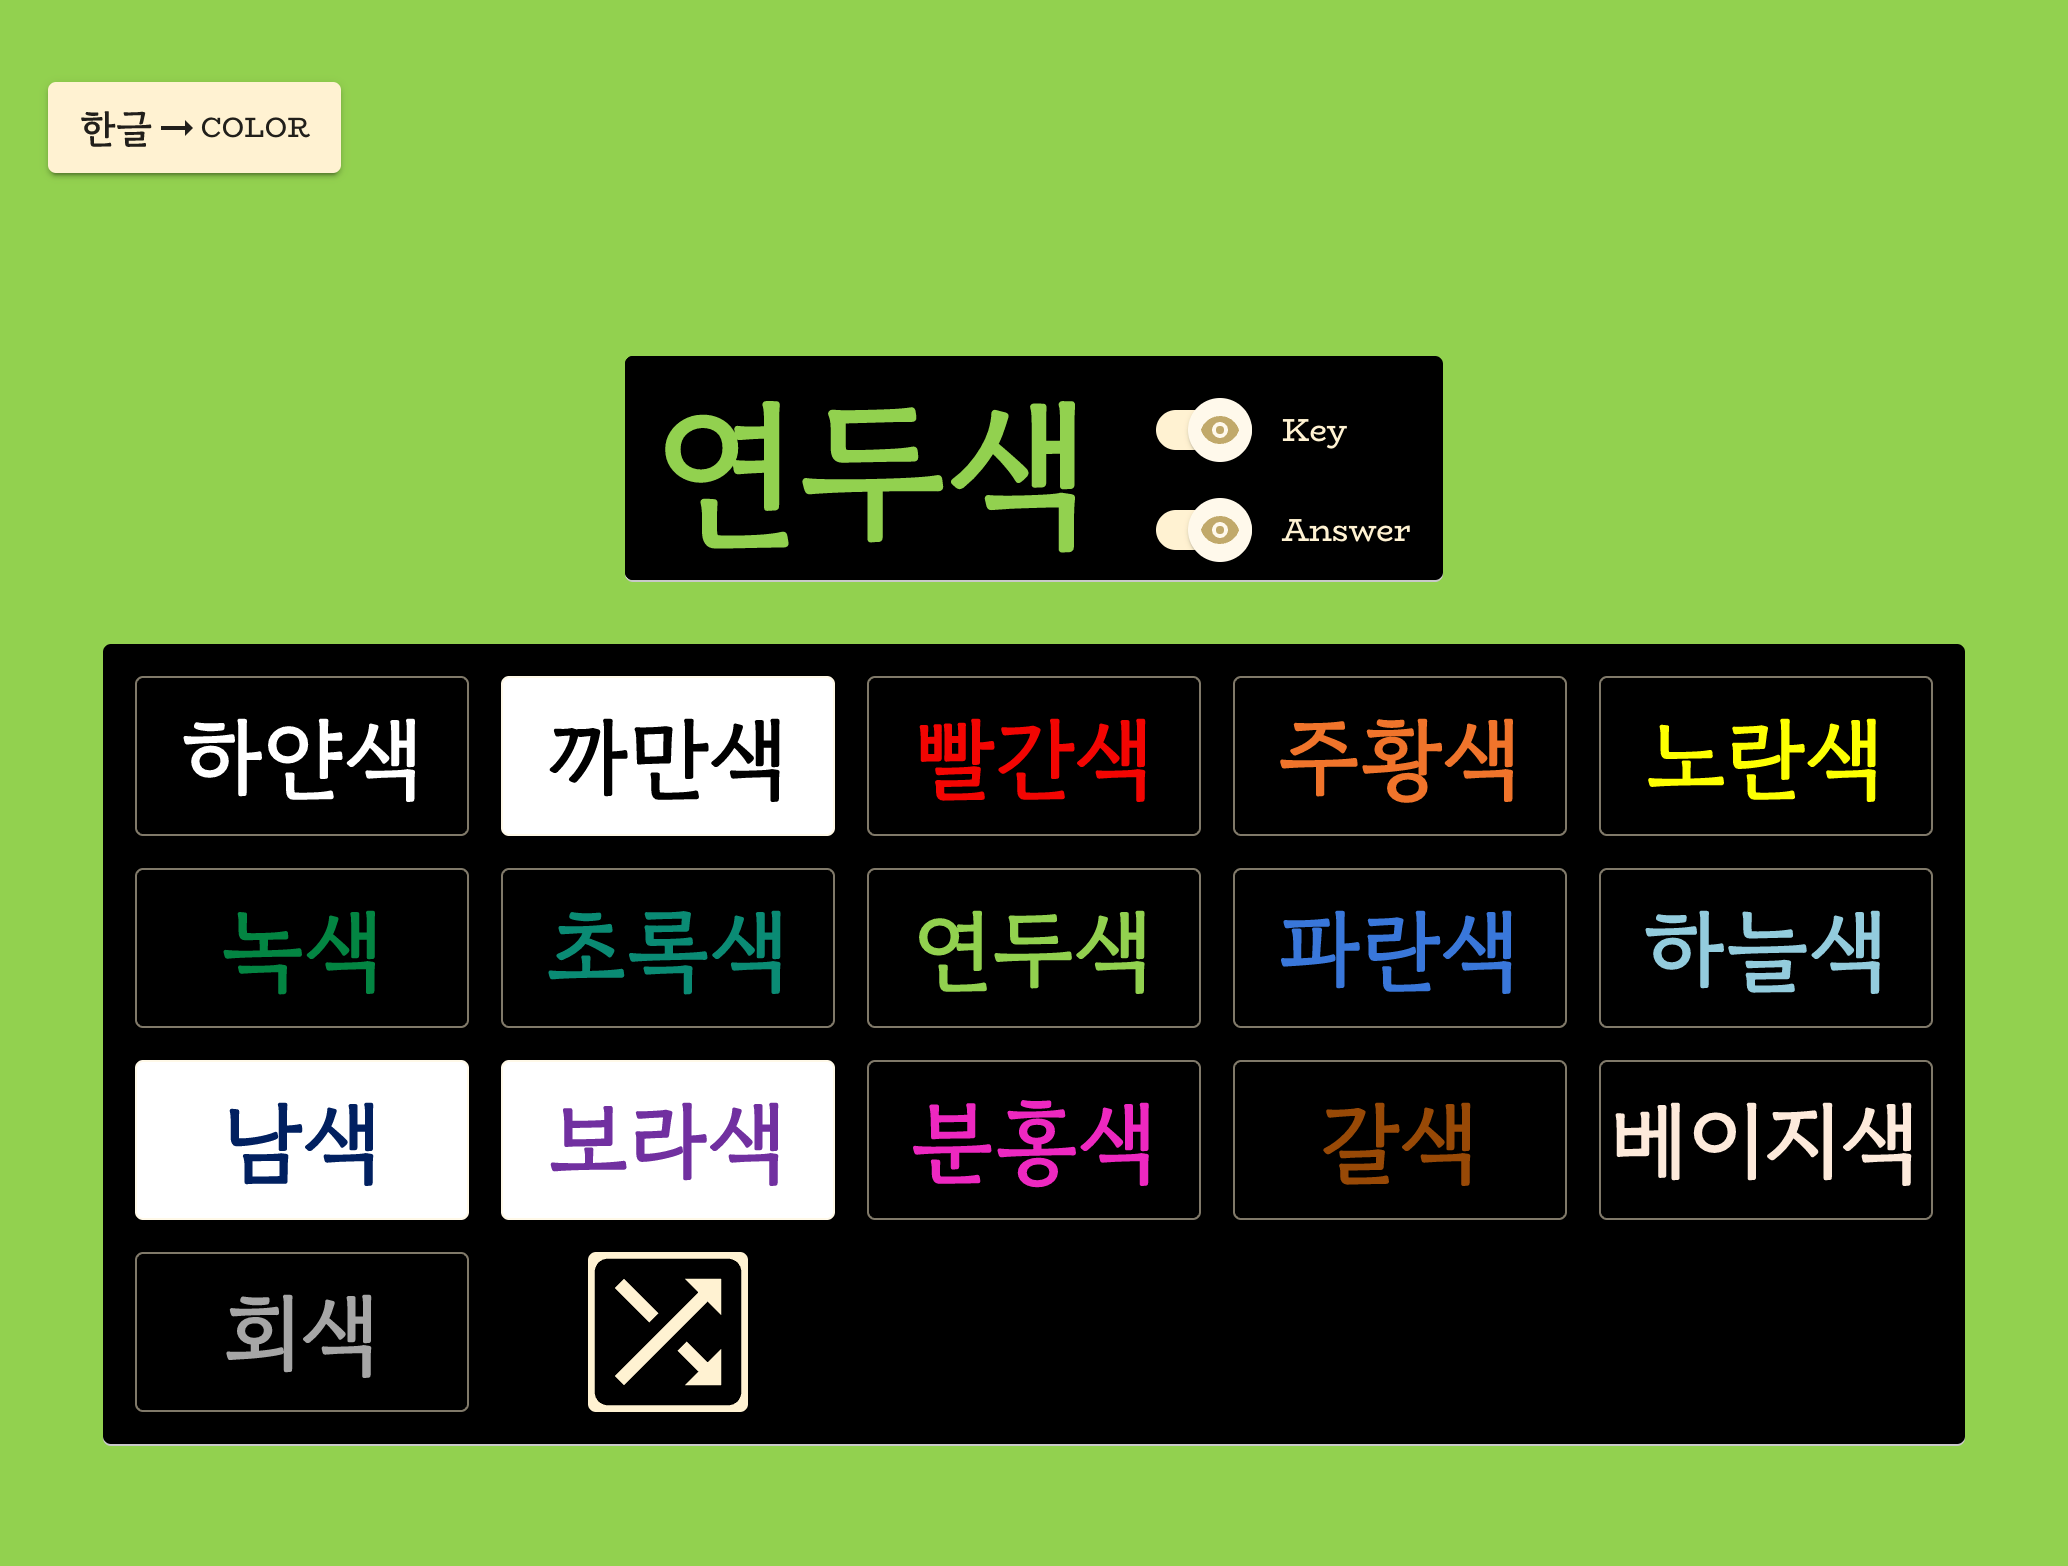 한글 → COLOR
연두색
Key
Answer
하얀색 까만색 빨간색 주황색 노란색
녹색 초록색 연두색 파란색 하늘색
남색 보라색 분홍색 갈색 베이지색
회색